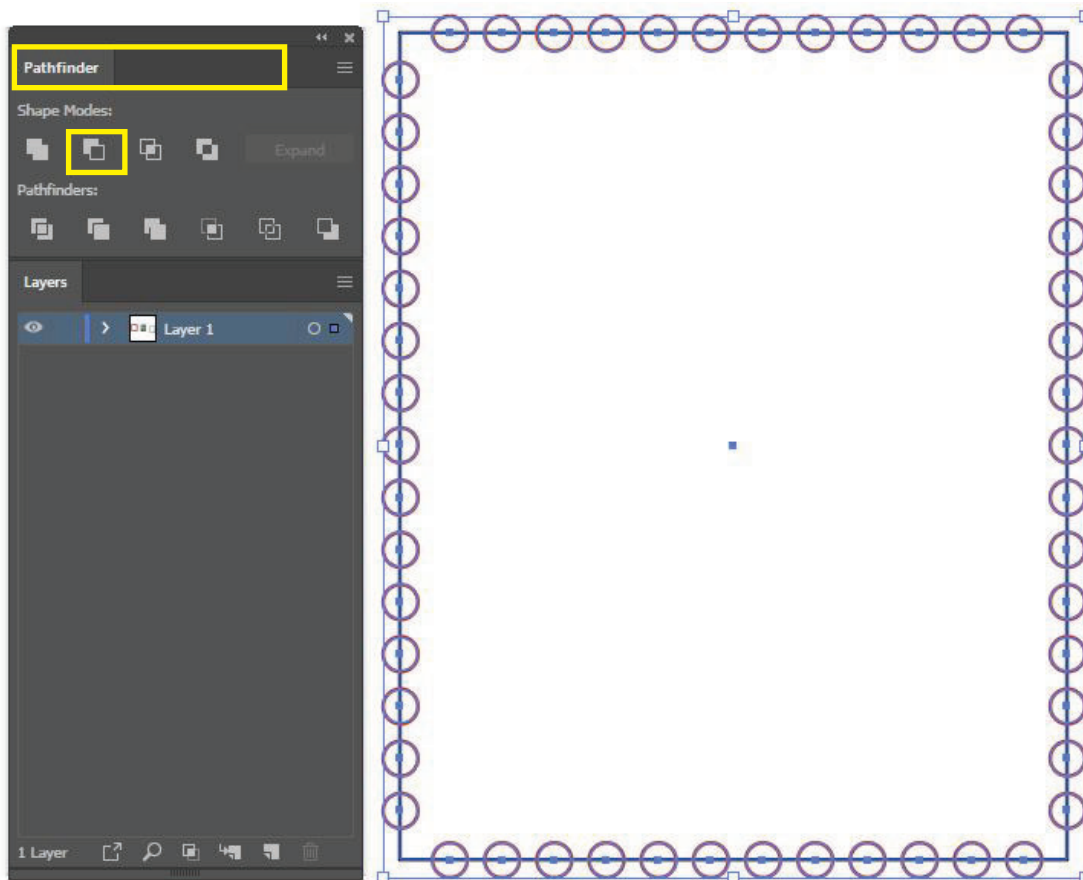 Pathfinder
Shape Modes:
Expand
Pathfinders:
Layers
Layer 1
1 Layer